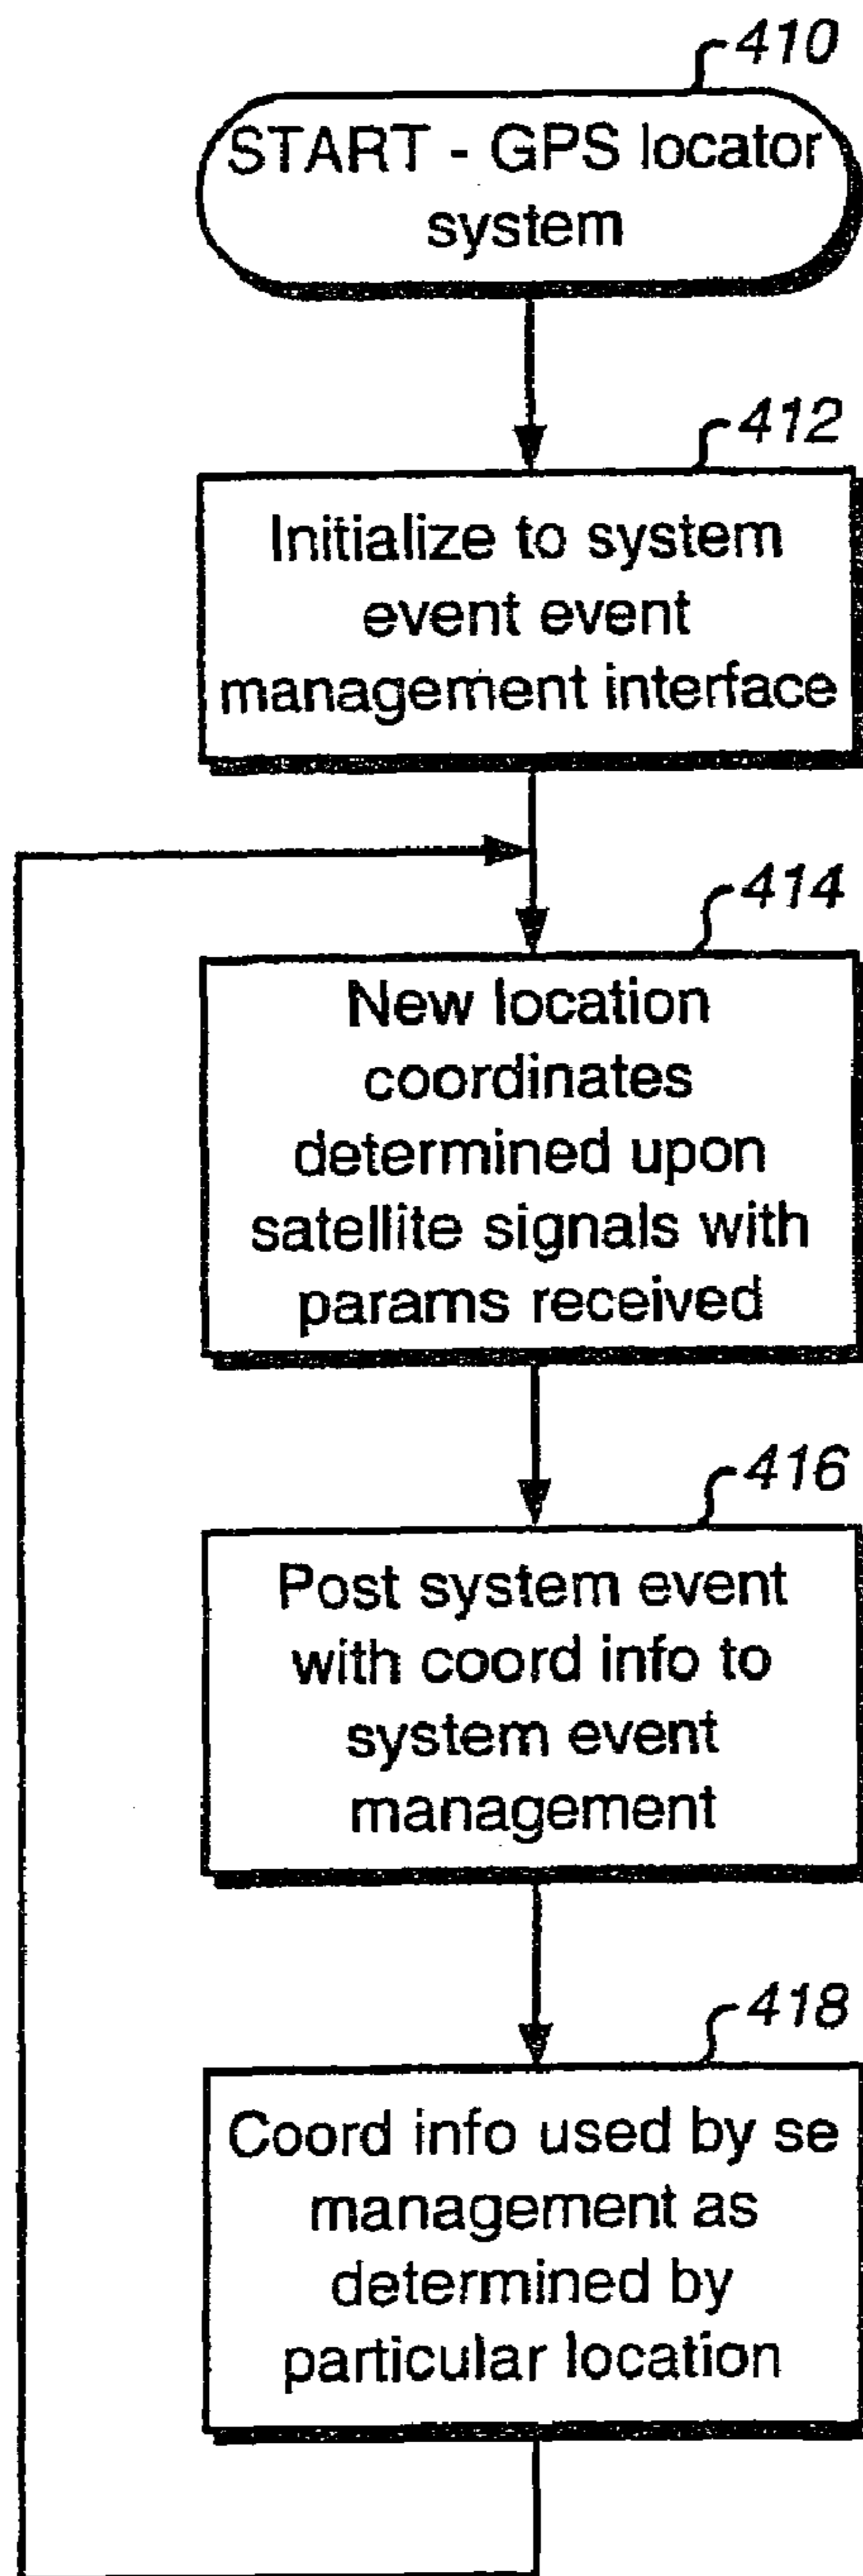 410
START - GPS locator
system
412
Initialize to system
event event
management interface
414
New location
coordinates
determined upon
satellite signals with
params received
416
Post system event
with coord info to
system event
management
418
Coord info used by se
management as
determined by
particular location